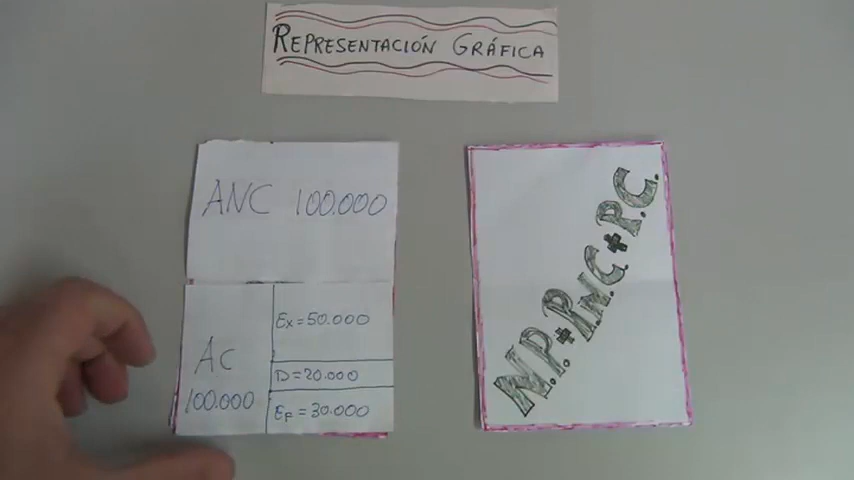 REPRESENTACIÓN GRÁFICA
ANC 100.000
AC
100.000
Ex=50.000
D=20.000
EF=30.000
N.P.+P.N.C.+P.C.